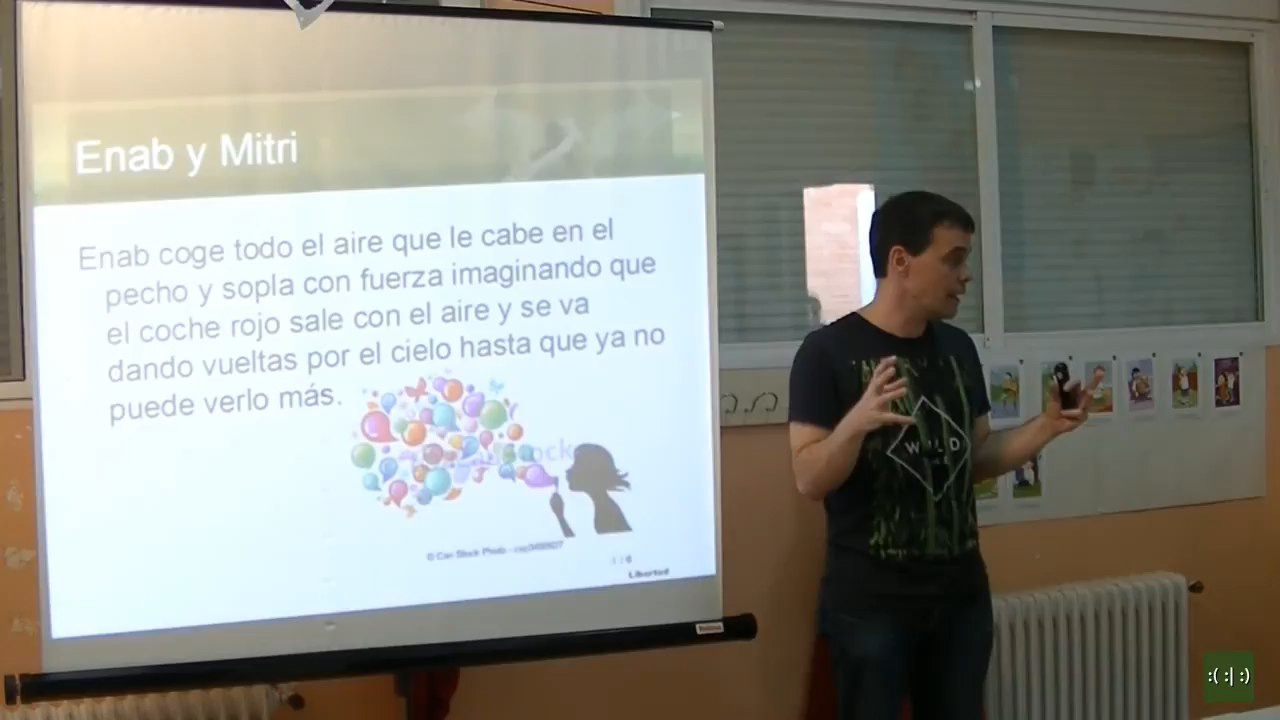 Enab y Mitri
Enab coge todo el aire que le cabe en el
pecho y sopla con fuerza imaginando que
el coche rojo sale con el aire y se va
dando vueltas por el cielo hasta que ya no
puede verlo más.
© Can Stock Photo
Libertad
WILD
:( :| :)